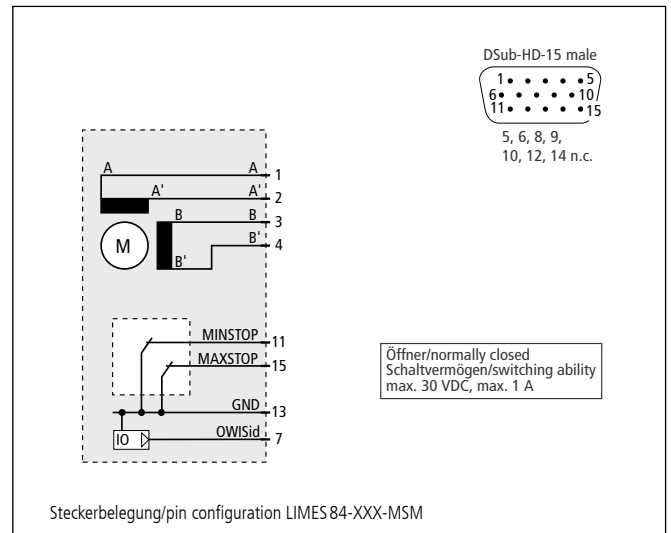 DSub-HD-15 male
1 5
6 10
11 15
5, 6, 8, 9,
10, 12, 14 n.c.
A A 1
A' A' 2
B B 3
B' 4
M
B'
MINSTOP 11
MAXSTOP 15
Öffner/normally closed
Schaltvermögen/switching ability
max. 30 VDC, max. 1 A
GND 13
IO OWISid 7
Steckerbelegung/pin configuration LIMES 84-XXX-MSM